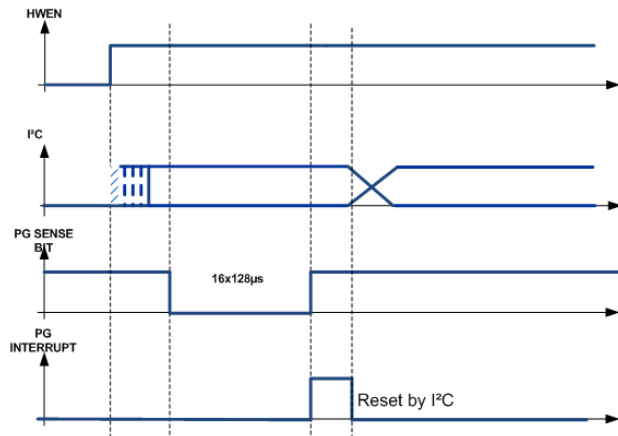 HWEN
I²C
PG SENSE
BIT
16x128µs
PG
INTERRUPT
Reset by I²C